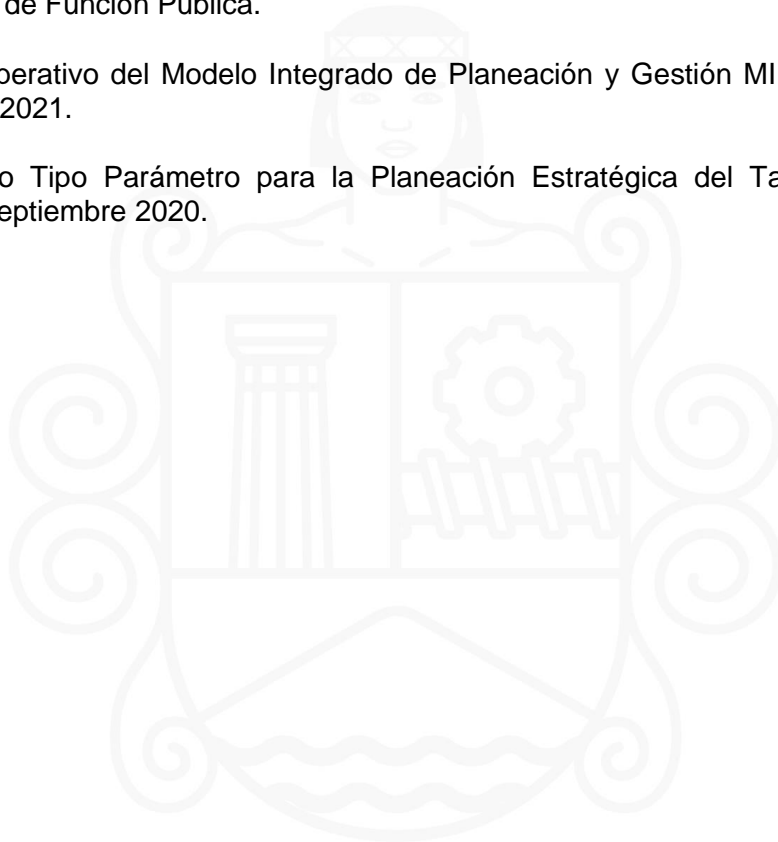 de Función Pública.
perativo del Modelo Integrado de Planeación y Gestión MI
2021.
o Tipo Parámetro para la Planeación Estratégica del Ta
eptiembre 2020.